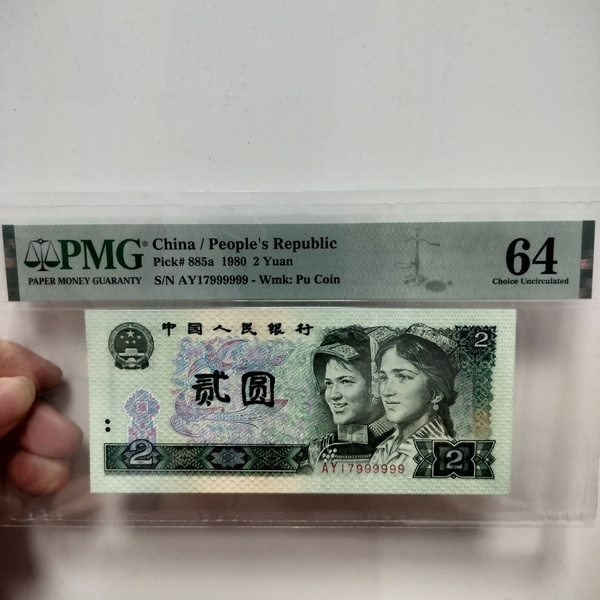 PMG®
PAPER MONEY GUARANTY
China / People's Republic
Pick# 885a 1980 2 Yuan
S/N AY17999999 - Wmk: Pu Coin
64
Choice Uncirculated
中国人民银行
2
贰圆
2
AY17999999
2